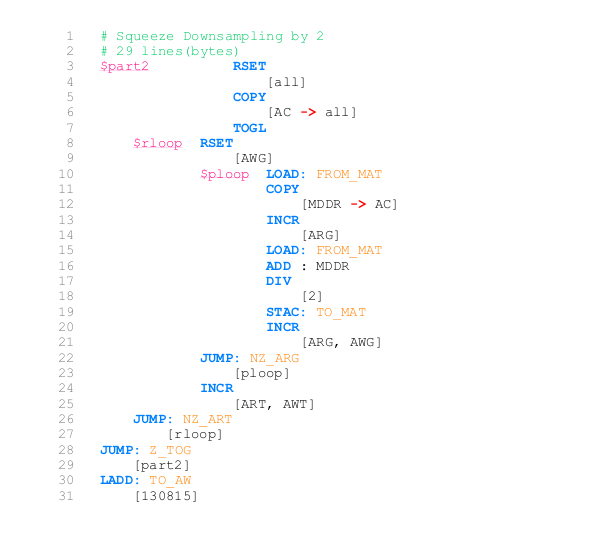 1 # Squeeze Downsampling by 2
2 # 29 lines(bytes)
3 $part2 RSET
4 [all]
5 COPY
6 [AC -> all]
7 TOGL
8 $rloop RSET
9 [AWG]
10 $ploop LOAD: FROM_MAT
11 COPY
12 [MDDR -> AC]
13 INCR
14 [ARG]
15 LOAD: FROM_MAT
16 ADD : MDDR
17 DIV
18 [2]
19 STAC: TO_MAT
20 INCR
21 [ARG, AWG]
22 JUMP: NZ_ARG
23 [ploop]
24 INCR
25 [ART, AWT]
26 JUMP: NZ_ART
27 [rloop]
28 JUMP: Z_TOG
29 [part2]
30 LADD: TO_AW
31 [130815]